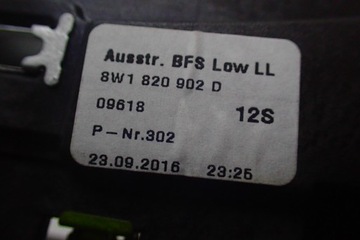 Ausstr. BFS Low LL
8W1 820 902 D
09618 12S
P-Nr.302
23.09.2016 23:25